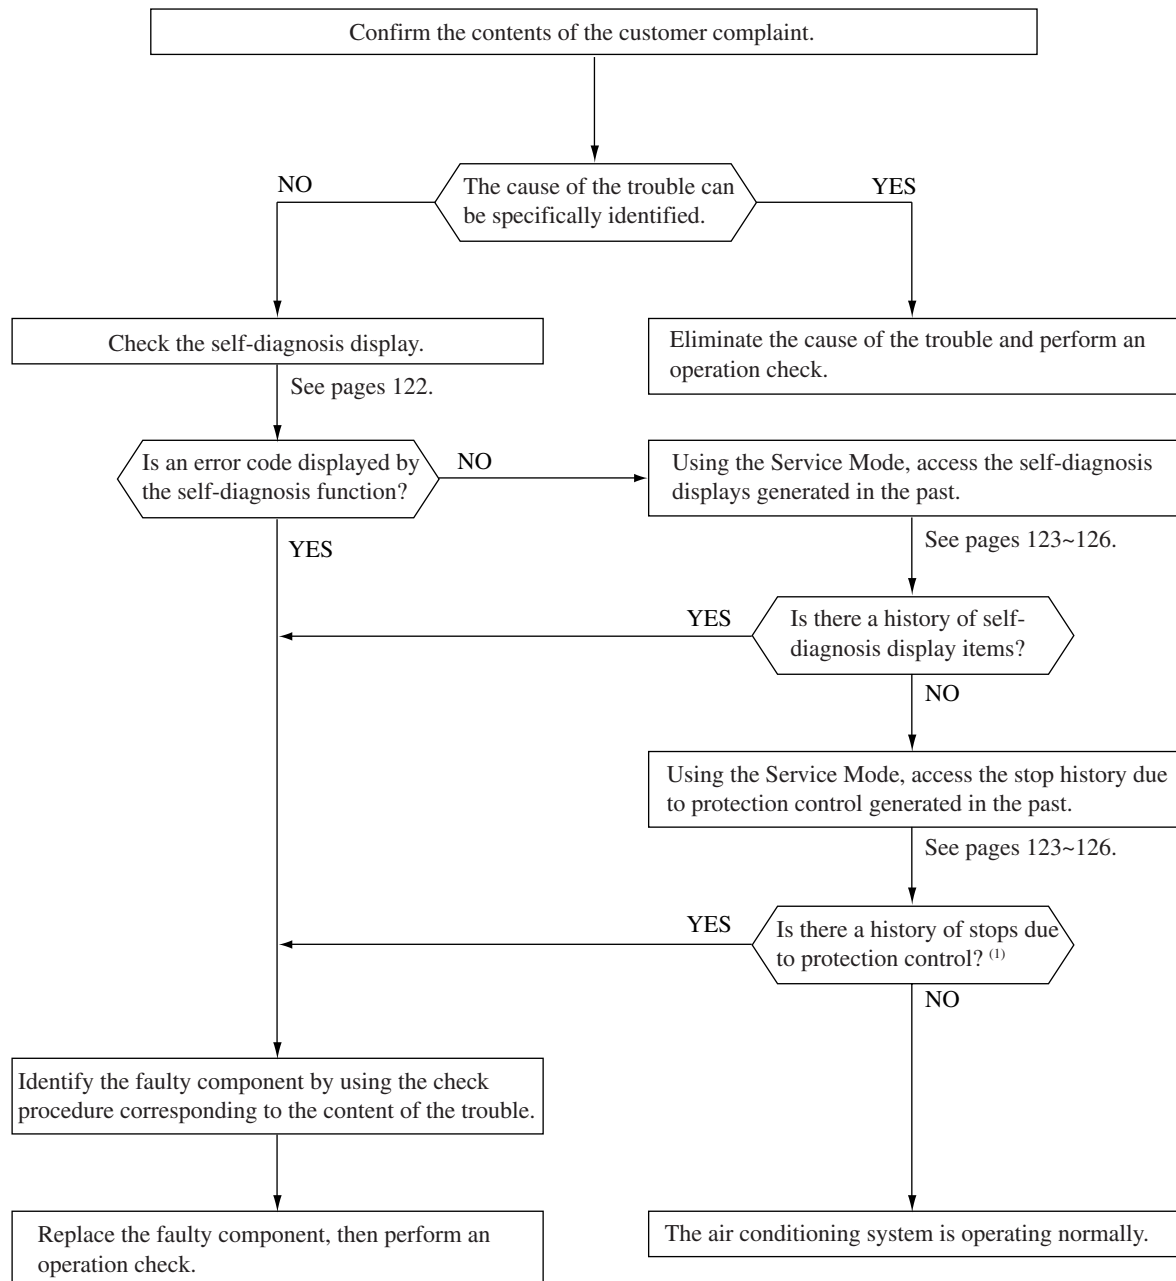 Confirm the contents of the customer complaint.
NO
The cause of the trouble can
be specifically identified.
YES
Check the self-diagnosis display.
Eliminate the cause of the trouble and perform an
operation check.
See pages 122.
Is an error code displayed by
the self-diagnosis function?
NO
Using the Service Mode, access the self-diagnosis
displays generated in the past.
YES
See pages 123~126.
YES
Is there a history of self-
diagnosis display items?
NO
Using the Service Mode, access the stop history due
to protection control generated in the past.
See pages 123~126.
YES
Is there a history of stops due
to protection control? (1)
NO
Identify the faulty component by using the check
procedure corresponding to the content of the trouble.
Replace the faulty component, then perform an
operation check.
The air conditioning system is operating normally.